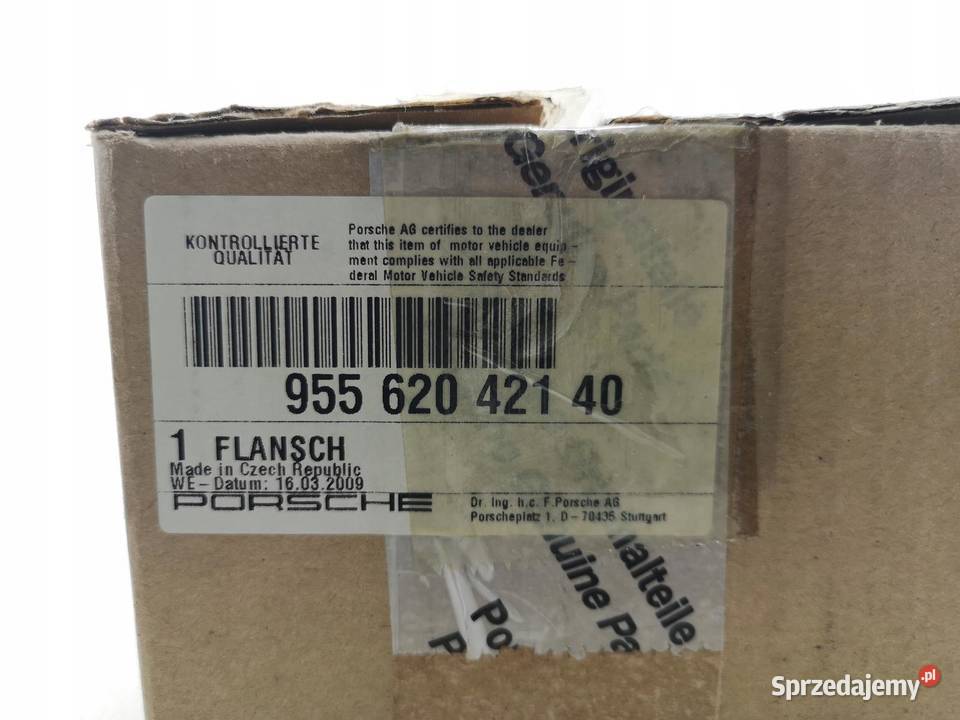 KONTROLLIERTE
QUALITAT
Porsche AG certifies to the dealer
that this item of motor vehicle equip-
ment complies with all applicable Fe-
deral Motor Vehicle Safety Standards
955 620 421 40
1 FLANSCH
Made in Czech Republic
WE-Datum: 16.03.2009
PORSCHE
Dr. Ing. h.c. F.Porsche AG
Porscheplatz 1, D-70435 Stuttgart
Sprzedajemy.pl